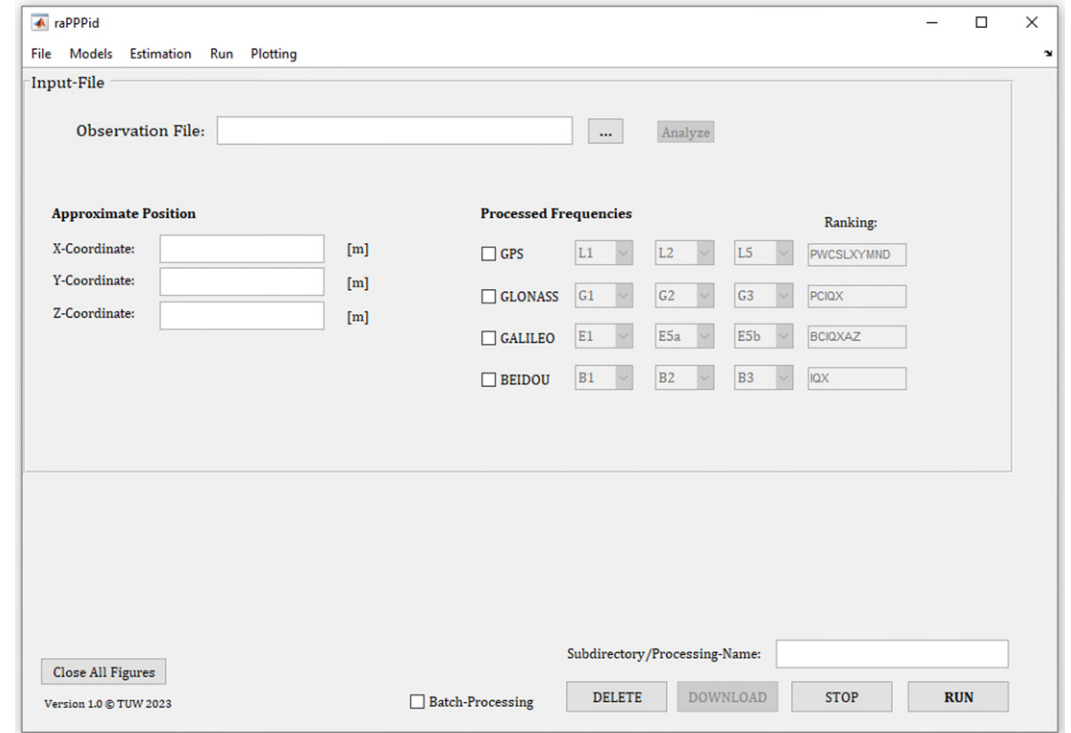 raPPPid
File Models Estimation Run Plotting
Input-File
Observation File: ... Analyze
Approximate Position Processed Frequencies Ranking:
X-Coordinate: [m] GPS L1 L2 L5 PWCSLXYMND
Y-Coordinate: [m] GLONASS G1 G2 G3 PCIQX
Z-Coordinate: [m] GALILEO E1 E5a E5b BCIQXAZ
BEIDOU B1 B2 B3 IQX
Subdirectory/Processing-Name:
Close All Figures
Version 1.0 © TUW 2023 Batch-Processing DELETE DOWNLOAD STOP RUN